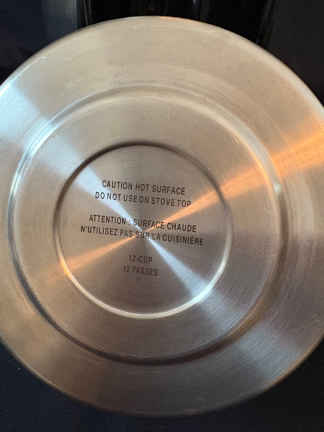 CAUTION HOT SURFACE
DO NOT USE ON STOVE TOP
ATTENTION : SURFACE CHAUDE
N'UTILISEZ PAS SUR LA CUISINIÈRE
12-CUP
12 TASSES